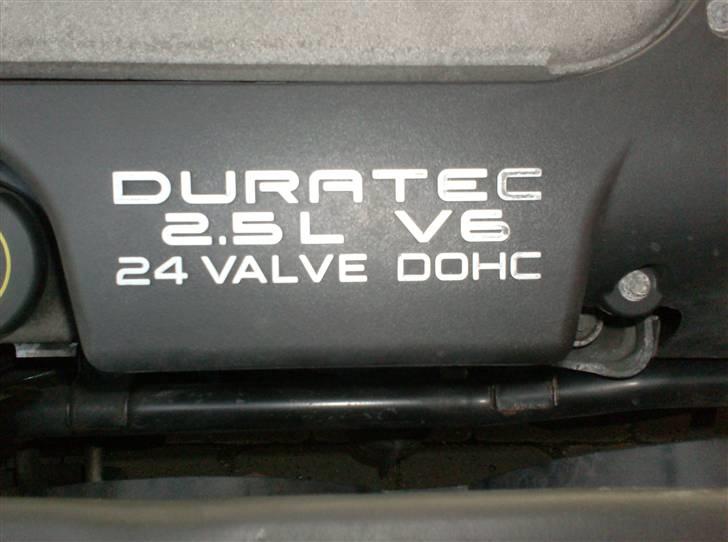 DURATEC
2.5L V6
24 VALVE DOHC